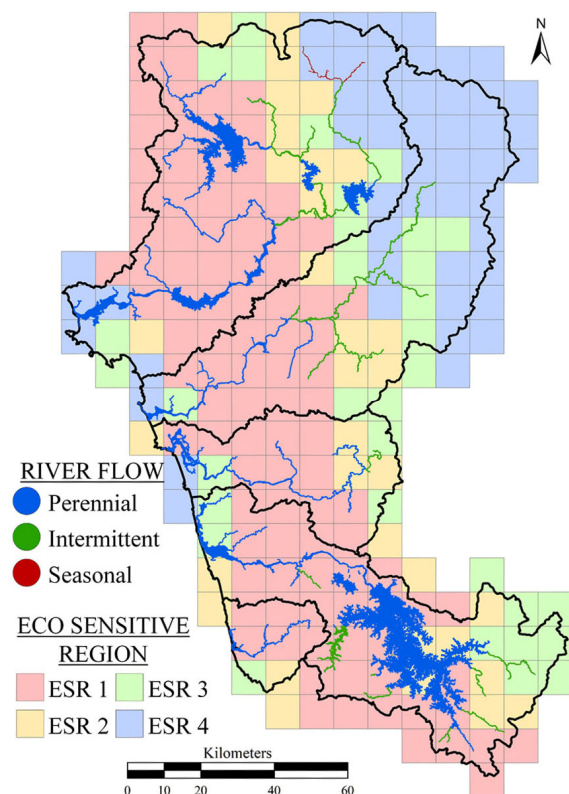 N
RIVER FLOW
Perennial
Intermittent
Seasonal
ECO SENSITIVE
REGION
ESR 1 ESR 3
ESR 2 ESR 4
Kilometers
0 10 20 40 60